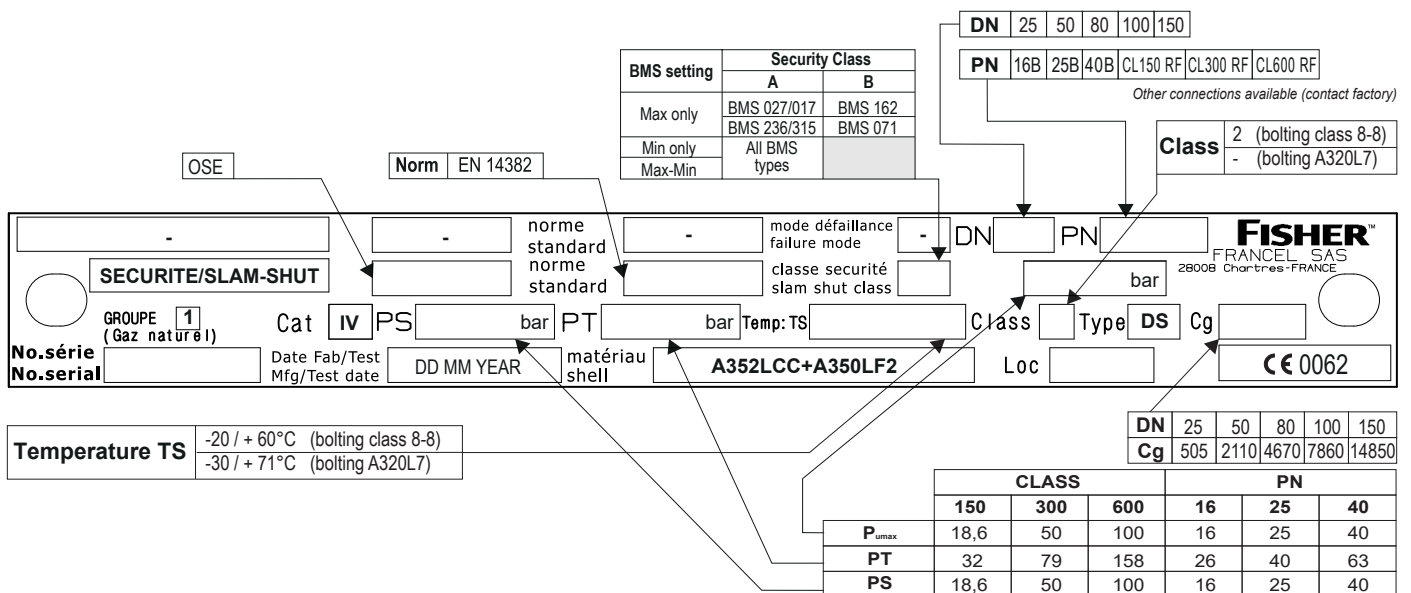 DN 25 50 80 100 150
PN 16B 25B 40B CL150 RF CL300 RF CL600 RF
Other connections available (contact factory)
BMS setting Security Class
A B
Max only BMS 027/017 BMS 162
BMS 236/315 BMS 071
Min only All BMS types
Max-Min
Class 2 (bolting class 8-8)
- (bolting A320L7)
OSE
Norm EN 14382
- - norme standard - mode défaillance failure mode - DN PN FISHER™
FRANCEL SAS
28008 Chartres-FRANCE
SECURITE/SLAM-SHUT norme standard classe securité slam shut class bar
GROUPE 1 (Gaz naturel) Cat IV PS bar PT bar Temp: TS Class Type DS Cg
No.série No.serial Date Fab/Test Mfg/Test date DD MM YEAR matériau shell A352LCC+A350LF2 Loc CE 0062
Temperature TS -20 / + 60°C (bolting class 8-8)
-30 / + 71°C (bolting A320L7)
DN 25 50 80 100 150
Cg 505 2110 4670 7860 14850
CLASS PN
150 300 600 16 25 40
Pumax 18,6 50 100 16 25 40
PT 32 79 158 26 40 63
PS 18,6 50 100 16 25 40